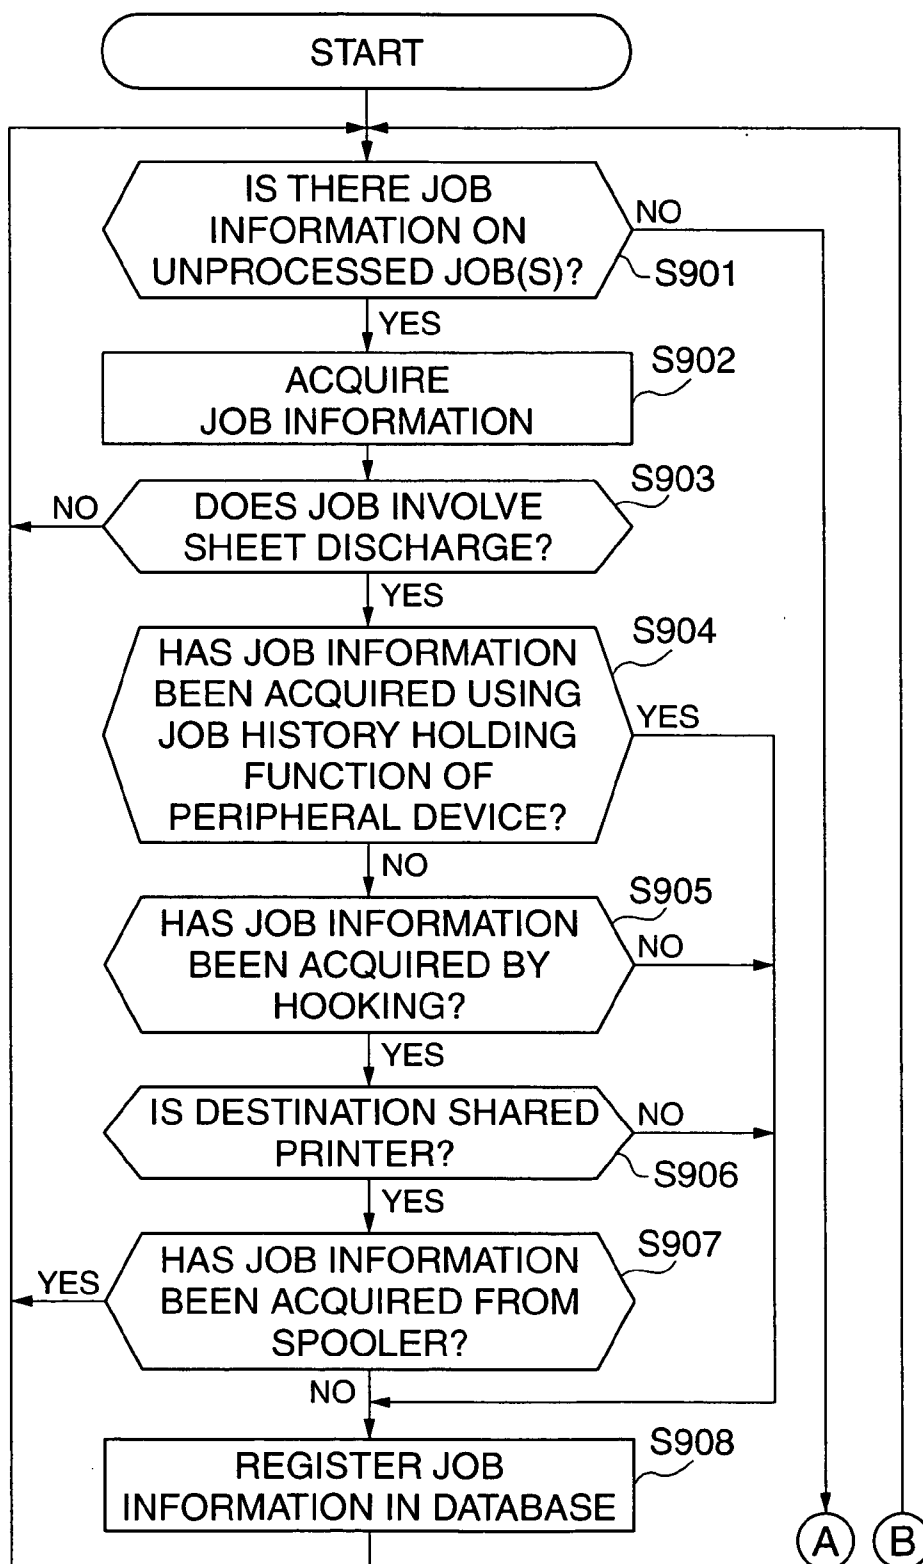 START
IS THERE JOB
INFORMATION ON
UNPROCESSED JOB(S)?
NO
S901
YES
S902
ACQUIRE
JOB INFORMATION
S903
NO
DOES JOB INVOLVE
SHEET DISCHARGE?
YES
S904
HAS JOB INFORMATION
BEEN ACQUIRED USING
JOB HISTORY HOLDING
FUNCTION OF
PERIPHERAL DEVICE?
YES
NO
S905
HAS JOB INFORMATION
BEEN ACQUIRED BY
HOOKING?
NO
YES
IS DESTINATION SHARED
PRINTER?
NO
S906
YES
S907
HAS JOB INFORMATION
BEEN ACQUIRED FROM
SPOOLER?
YES
NO
S908
REGISTER JOB
INFORMATION IN DATABASE
A
B